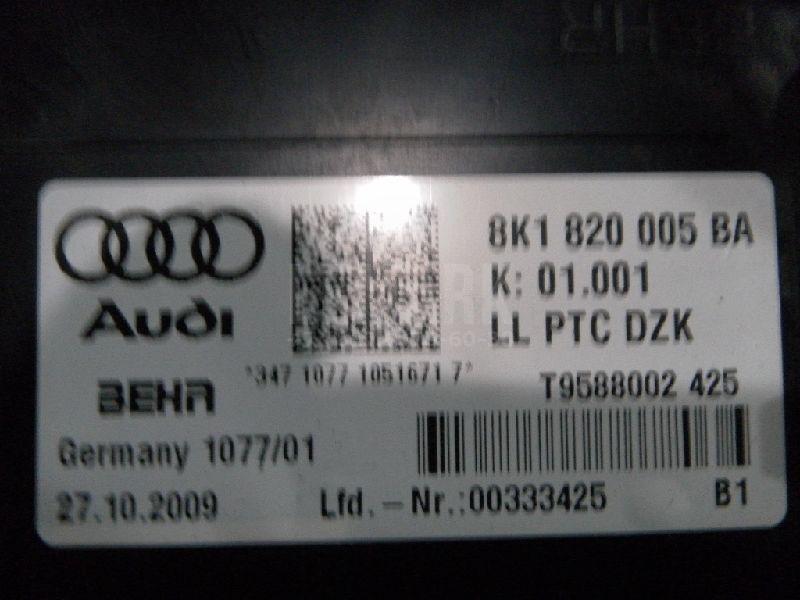 8K1 820 005 BA
K: 01.001
Audi
LL PTC DZK
*347 1077 1051671 7*
T9588002 425
BEHR
Germany 1077/01
27.10.2009
Lfd.-Nr.:00333425
B1